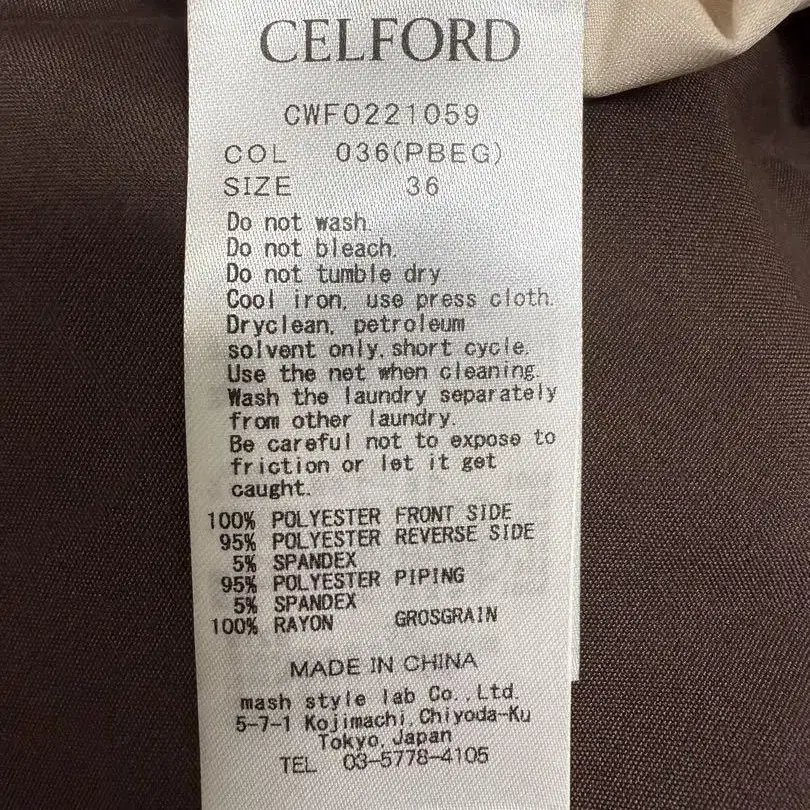 CELFORD
CWFO221059
COL 036(PBEG)
SIZE 36
Do not wash.
Do not bleach.
Do not tumble dry
Cool iron, use press cloth.
Dryclean, petroleum
solvent only, short cycle.
Use the net when cleaning.
Wash the laundry separately
from other laundry.
Be careful not to expose to
friction or let it get
caught.
100% POLYESTER FRONT SIDE
95% POLYESTER REVERSE SIDE
5% SPANDEX
95% POLYESTER PIPING
5% SPANDEX
100% RAYON GROSGRAIN
MADE IN CHINA
mash style lab Co.,Ltd.
5-7-1 Kojimachi,Chiyoda-Ku
Tokyo,Japan
TEL 03-5778-4105